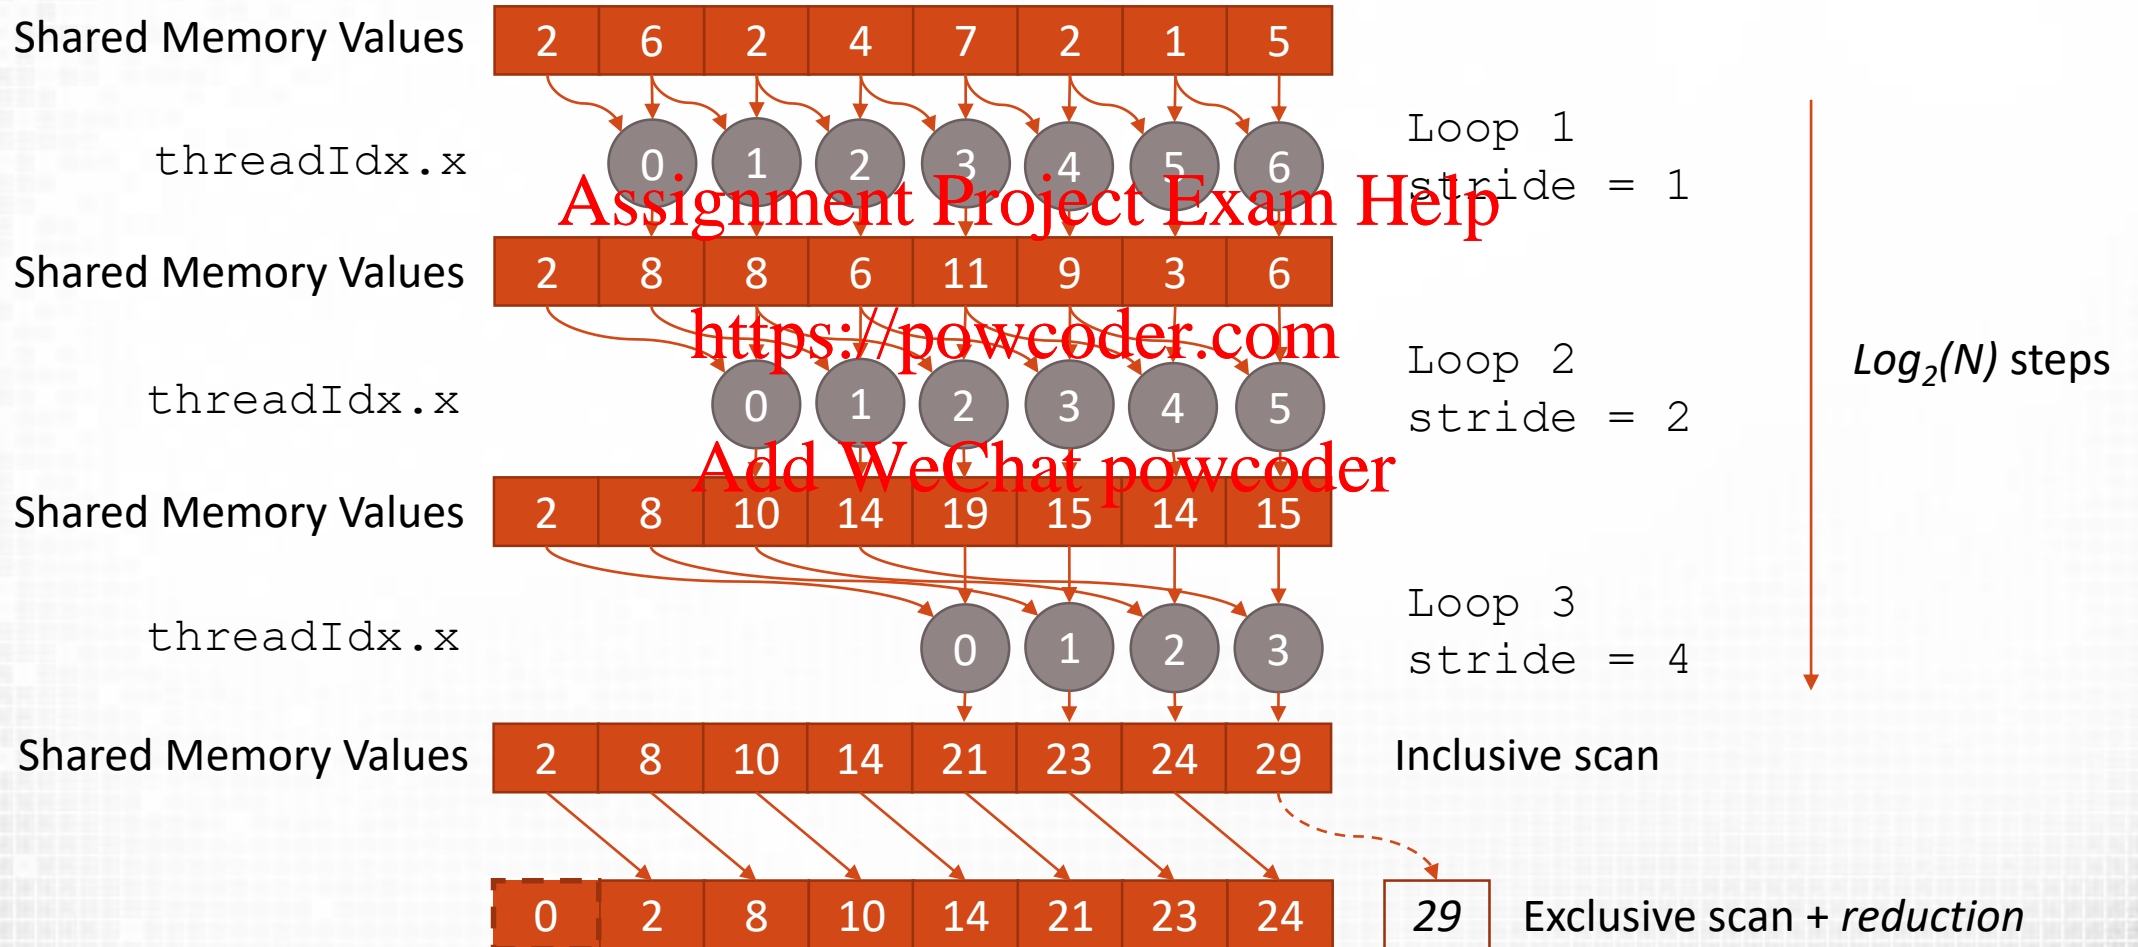 Shared Memory Values 2 6 2 4 7 2 1 5
threadIdx.x 0 1 2 3 4 5 6
Loop 1
stride = 1
Assignment Project Exam Help
Shared Memory Values 2 8 8 6 11 9 3 6
https://powcoder.com
threadIdx.x 0 1 2 3 4 5
Loop 2
stride = 2
Log2(N) steps
Add WeChat powcoder
Shared Memory Values 2 8 10 14 19 15 14 15
threadIdx.x 0 1 2 3
Loop 3
stride = 4
Shared Memory Values 2 8 10 14 21 23 24 29 Inclusive scan
0 2 8 10 14 21 23 24 29 Exclusive scan + reduction